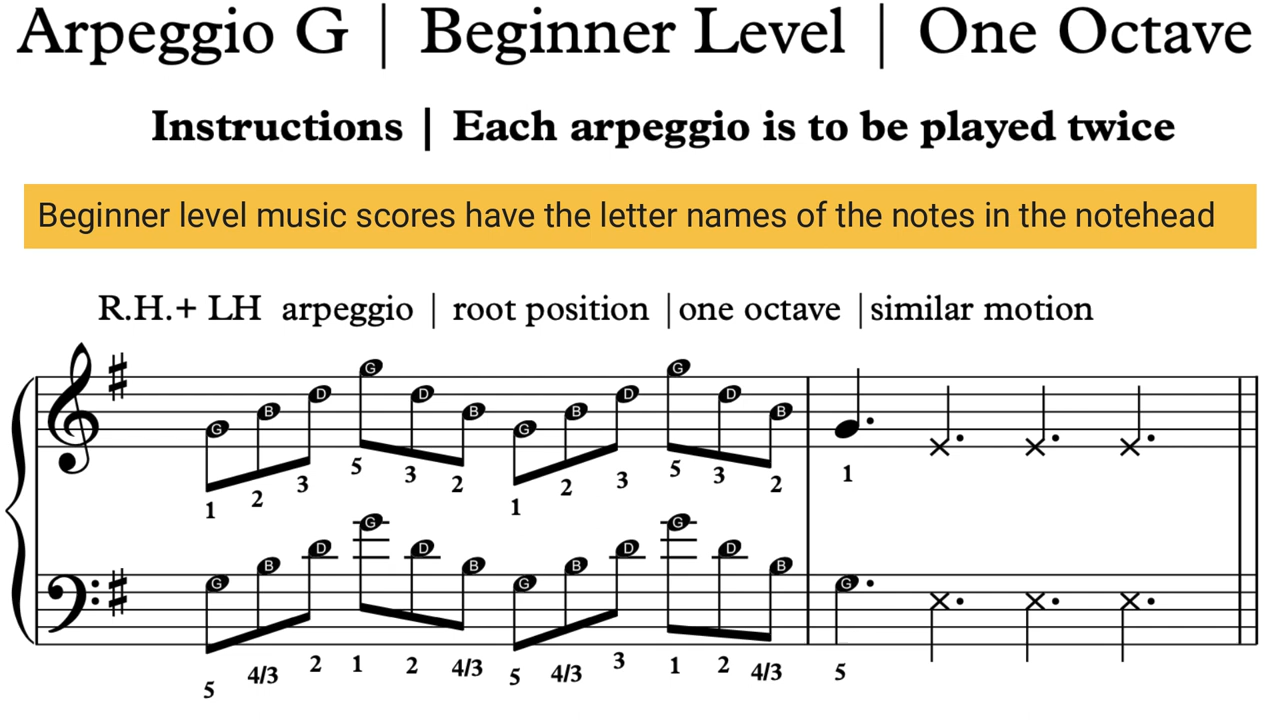 Arpeggio G | Beginner Level | One Octave
Instructions | Each arpeggio is to be played twice
Beginner level music scores have the letter names of the notes in the notehead
R.H.+ LH arpeggio | root position |one octave |similar motion
G B D G D B G B D G D B
1 2 3 5 3 2 1 2 3 5 3 2 1
G B D G D B G B D G D B G
5 4/3 2 1 2 4/3 5 4/3 3 1 2 4/3 5